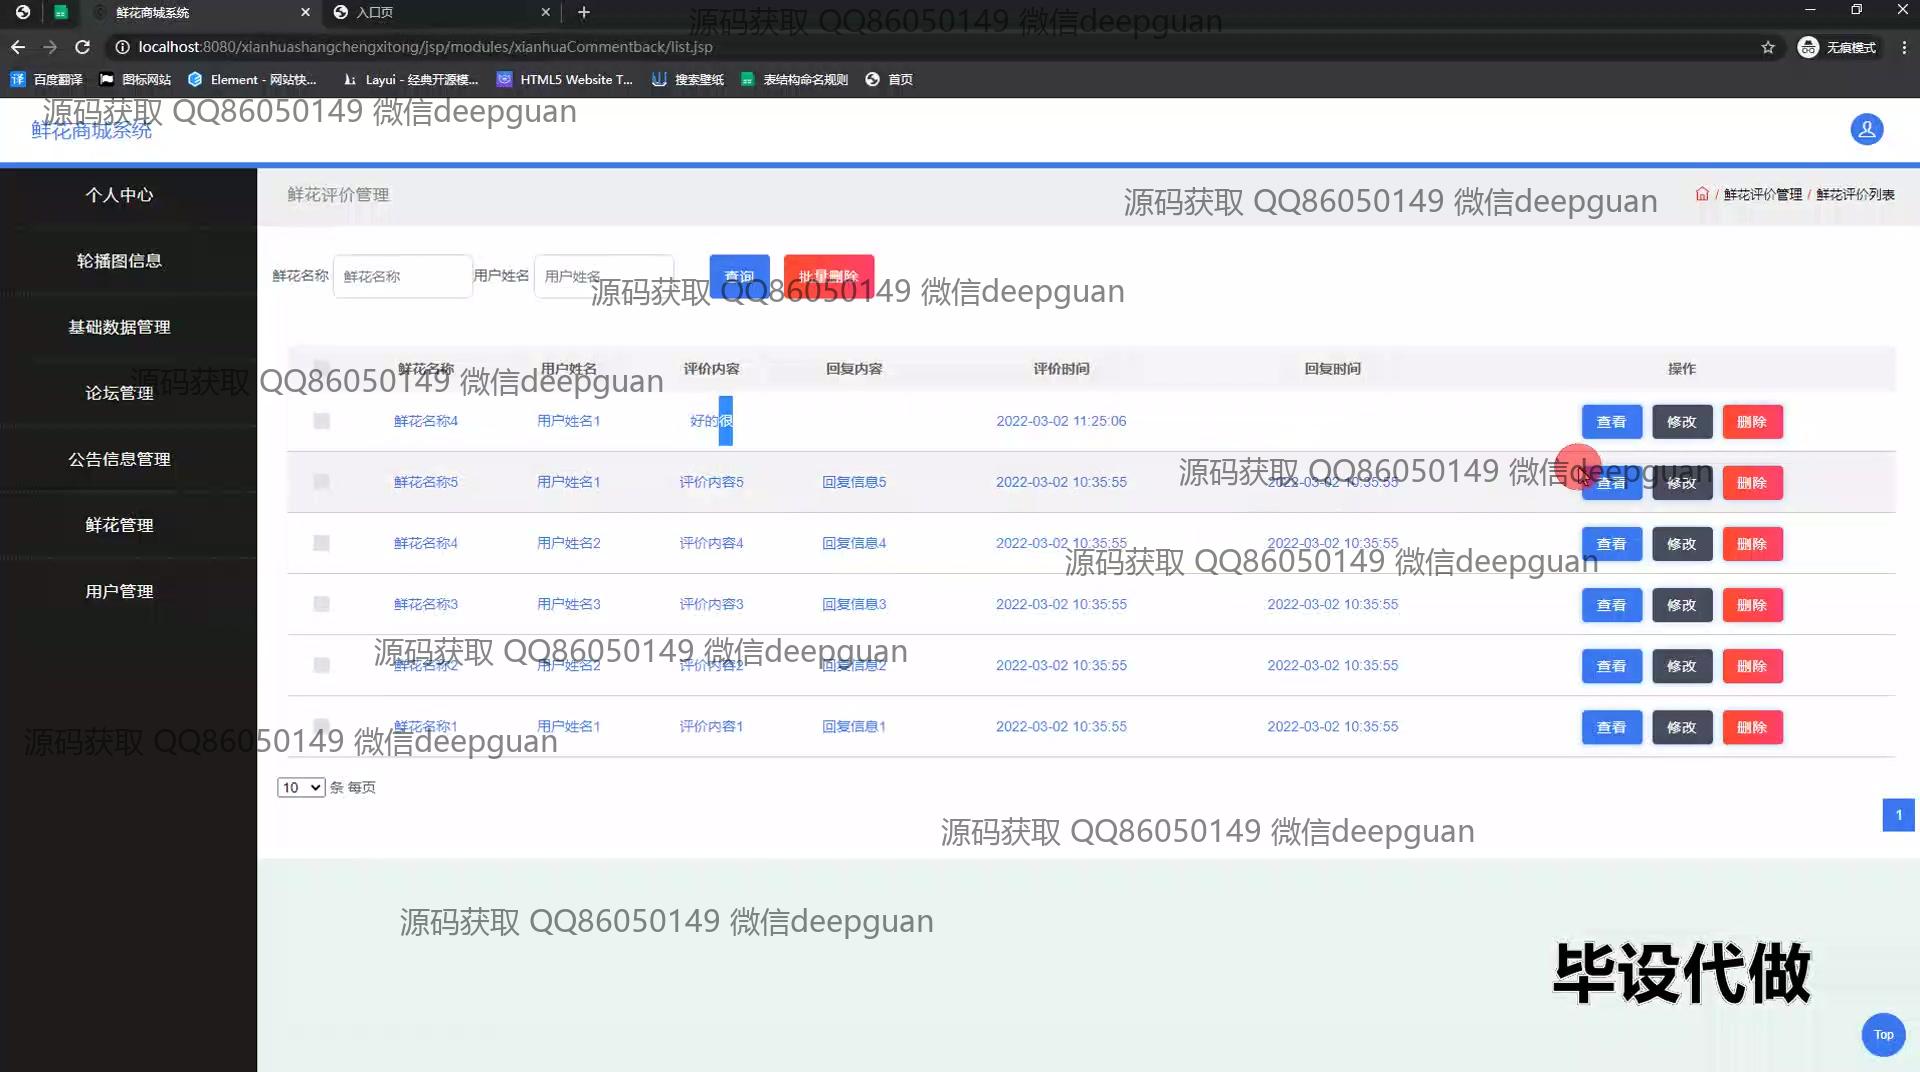 鲜花商城系统
入口页
源码获取 QQ86050149 微信deepguan
localhost:8080/xianhuashangchengxitong/jsp/modules/xianhuaCommentback/list.jsp
无痕模式
百度翻译 图标网站 Element - 网站快... Layui - 经典开源模... HTML5 Website T... 搜索壁纸 表结构命名规则 首页
源码获取 QQ86050149 微信deepguan
鲜花商城系统
个人中心
轮播图信息
基础数据管理
论坛管理
公告信息管理
鲜花管理
用户管理
鲜花评价管理
源码获取 QQ86050149 微信deepguan
/ 鲜花评价管理 / 鲜花评价列表
鲜花名称 鲜花名称 用户姓名 用户姓名 查询 批量删除
源码获取 QQ86050149 微信deepguan
鲜花名称 用户姓名 评价内容 回复内容 评价时间 回复时间 操作
源码获取 QQ86050149 微信deepguan
鲜花名称4 用户姓名1 好的很 2022-03-02 11:25:06 查看 修改 删除
源码获取 QQ86050149 微信deepguan
鲜花名称5 用户姓名1 评价内容5 回复信息5 2022-03-02 10:35:55 2022-03-02 10:35:55 查看 修改 删除
鲜花名称4 用户姓名2 评价内容4 回复信息4 2022-03-02 10:35:55 2022-03-02 10:35:55 查看 修改 删除
源码获取 QQ86050149 微信deepguan
鲜花名称3 用户姓名3 评价内容3 回复信息3 2022-03-02 10:35:55 2022-03-02 10:35:55 查看 修改 删除
源码获取 QQ86050149 微信deepguan
鲜花名称2 用户姓名2 评价内容2 回复信息2 2022-03-02 10:35:55 2022-03-02 10:35:55 查看 修改 删除
鲜花名称1 用户姓名1 评价内容1 回复信息1 2022-03-02 10:35:55 2022-03-02 10:35:55 查看 修改 删除
源码获取 QQ86050149 微信deepguan
10 条 每页
1
源码获取 QQ86050149 微信deepguan
源码获取 QQ86050149 微信deepguan
毕设代做
Top